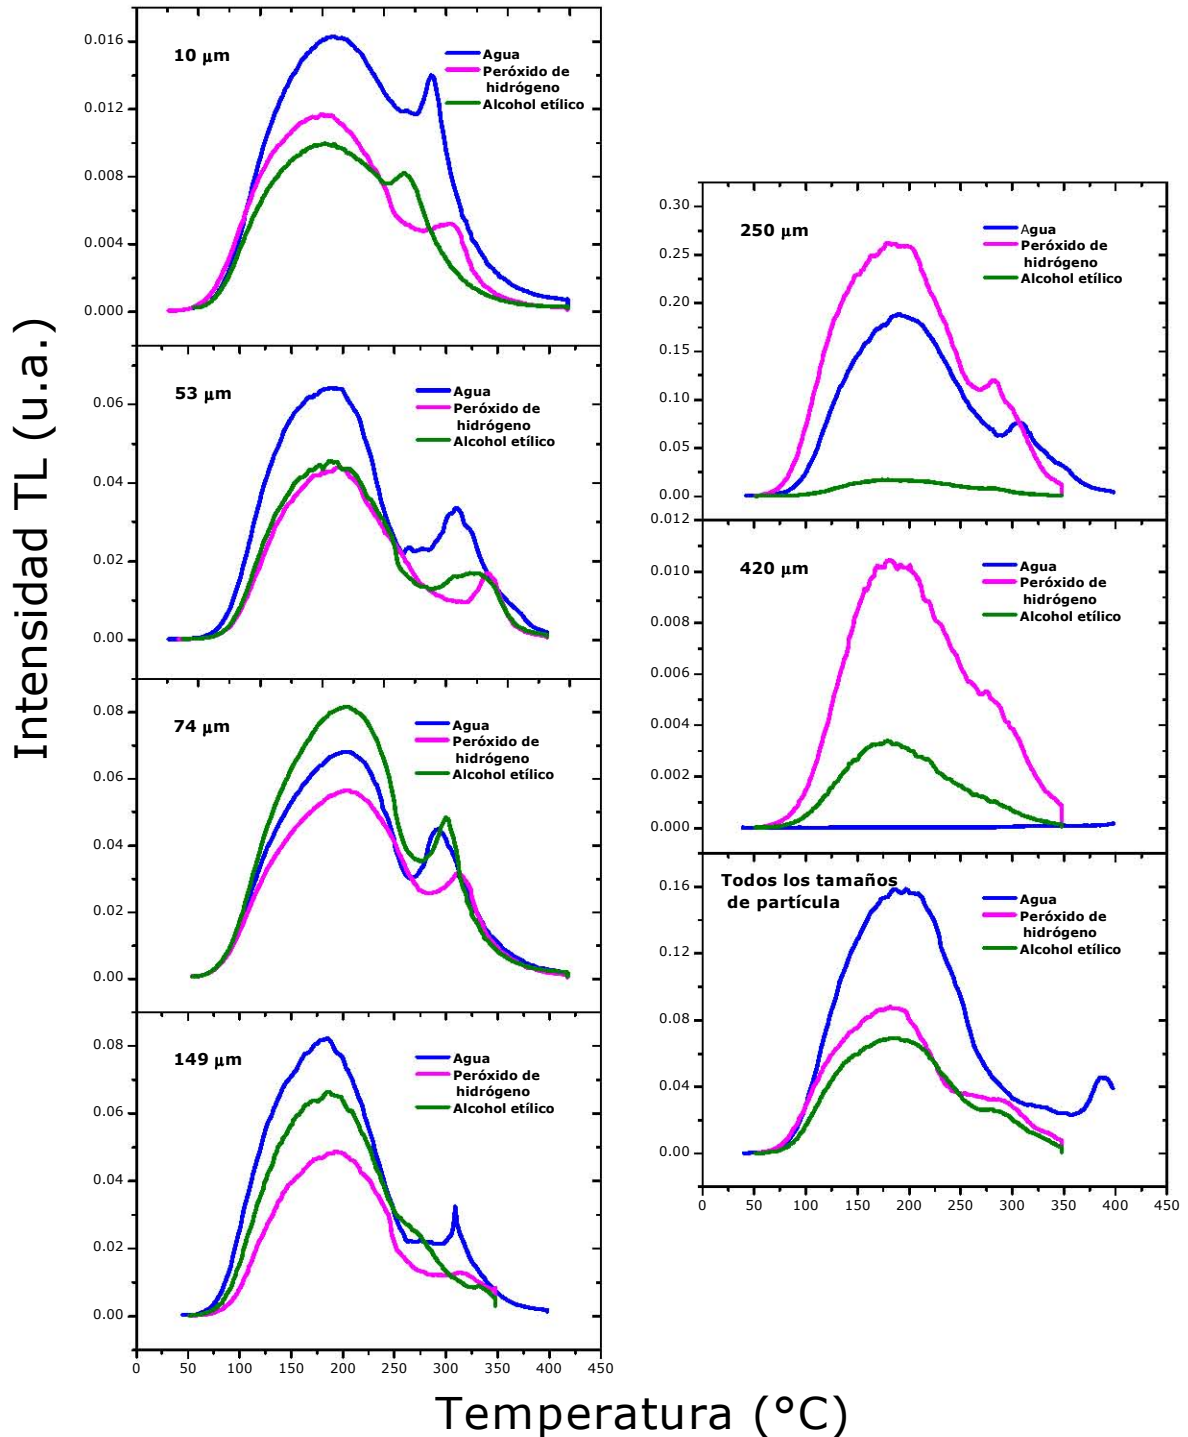 Intensidad TL (u.a.)
10 µm
Agua
Peróxido de
hidrógeno
Alcohol etílico
0.016
0.012
0.008
0.004
0.000
53 µm
Agua
Peróxido de
hidrógeno
Alcohol etílico
0.06
0.04
0.02
0.00
74 µm
Agua
Peróxido de
hidrógeno
Alcohol etílico
0.08
0.06
0.04
0.02
0.00
149 µm
Agua
Peróxido de
hidrógeno
Alcohol etílico
0.08
0.06
0.04
0.02
0.00
0 50 100 150 200 250 300 350 400 450
250 µm
Agua
Peróxido de
hidrógeno
Alcohol etílico
0.30
0.25
0.20
0.15
0.10
0.05
0.00
420 µm
Agua
Peróxido de
hidrógeno
Alcohol etílico
0.012
0.010
0.008
0.006
0.004
0.002
0.000
Todos los tamaños
de partícula
Agua
Peróxido de
hidrógeno
Alcohol etílico
0.16
0.12
0.08
0.04
0.00
0 50 100 150 200 250 300 350 400 450
Temperatura (°C)